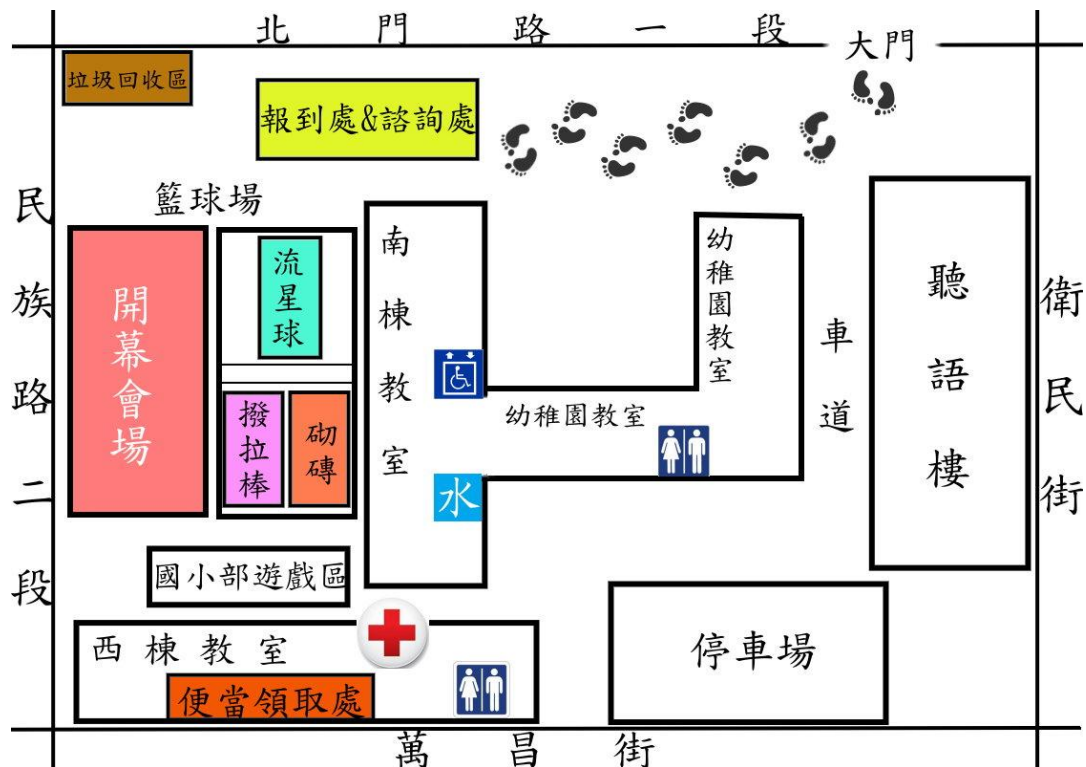 北門路一段
大門
垃圾回收區
報到處&諮詢處
民族路二段
籃球場
開幕會場
流星球
撥拉棒
砌磚
南棟教室
水
幼稚園教室
幼稚園教室
車道
聽語樓
衛民街
國小部遊戲區
西棟教室
便當領取處
停車場
萬昌街